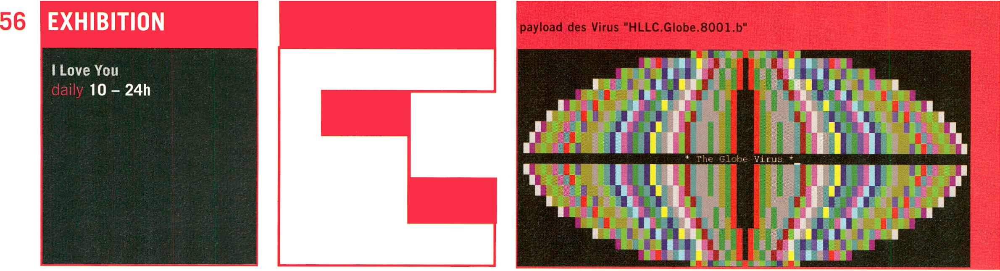 56
EXHIBITION
I Love You
daily 10 – 24h
payload des Virus "HLLC.Globe.8001.b"
* The Globe Virus *